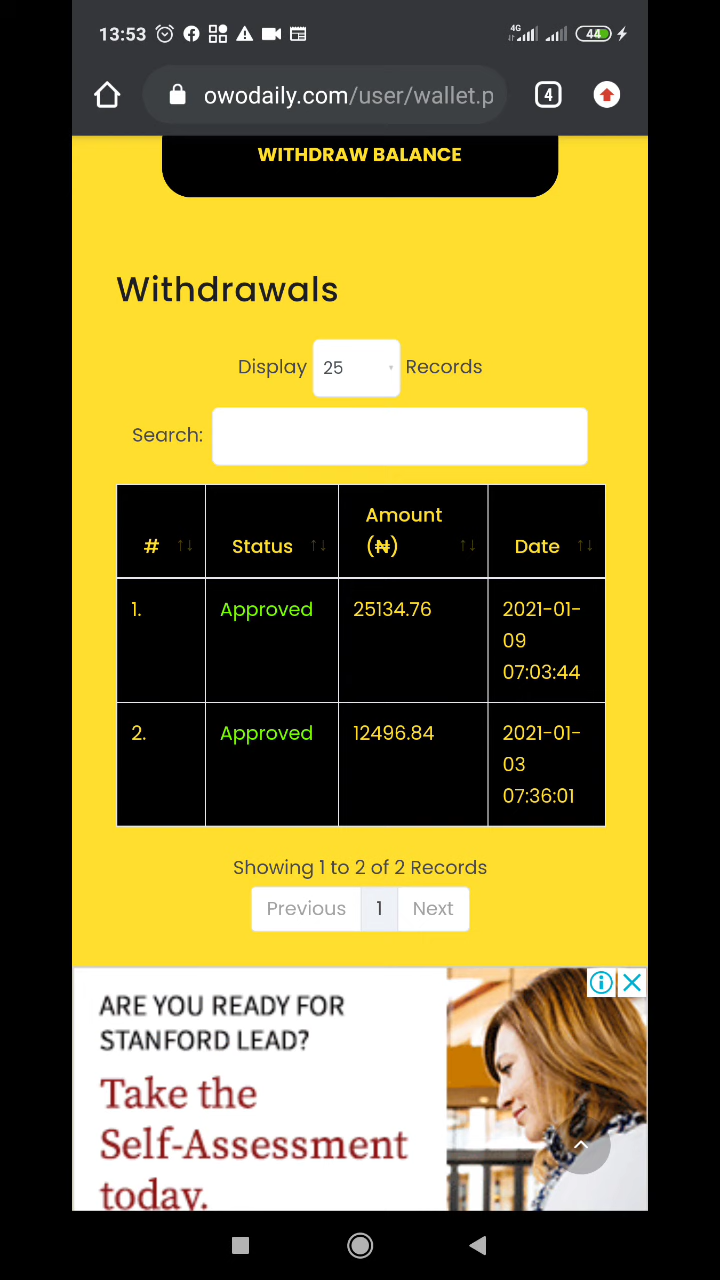 13:53 4G 44
owodaily.com/user/wallet.p 4
WITHDRAW BALANCE
Withdrawals
Display 25 Records
Search:
# Status Amount (₦) Date
1. Approved 25134.76 2021-01-09 07:03:44
2. Approved 12496.84 2021-01-03 07:36:01
Showing 1 to 2 of 2 Records
Previous 1 Next
ARE YOU READY FOR
STANFORD LEAD?
Take the
Self-Assessment
today.